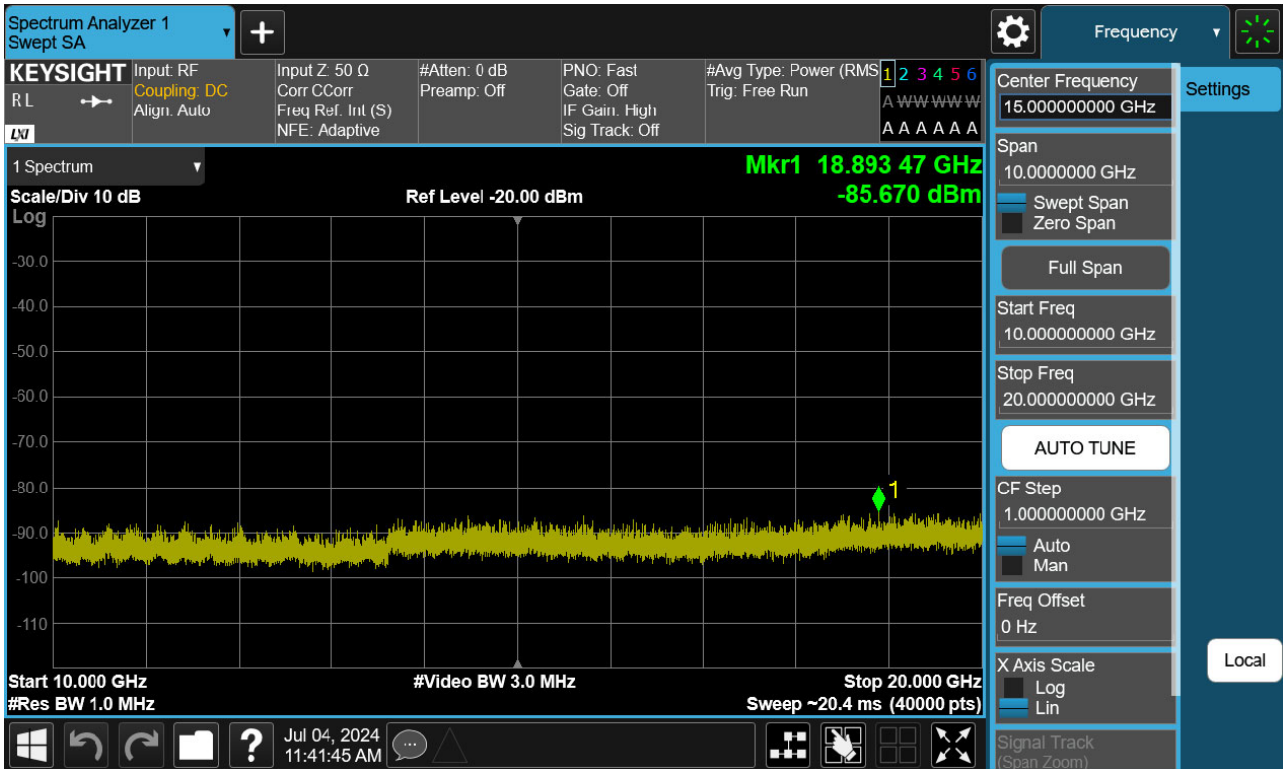 Spectrum Analyzer 1
Swept SA
+
Frequency
KEYSIGHT
R L
LXI
Input: RF
Coupling: DC
Align: Auto
Input Z: 50 Ω
Corr CCorr
Freq Ref: Int (S)
NFE: Adaptive
#Atten: 0 dB
Preamp: Off
PNO: Fast
Gate: Off
IF Gain: High
Sig Track: Off
#Avg Type: Power (RMS
Trig: Free Run
1 2 3 4 5 6
A W W W W W
A A A A A A
1 Spectrum
Scale/Div 10 dB
Ref Level -20.00 dBm
Mkr1 18.893 47 GHz
-85.670 dBm
Log
-30.0
-40.0
-50.0
-60.0
-70.0
-80.0
-90.0
-100
-110
1
Start 10.000 GHz
#Res BW 1.0 MHz
#Video BW 3.0 MHz
Stop 20.000 GHz
Sweep ~20.4 ms (40000 pts)
Center Frequency
15.000000000 GHz
Span
10.0000000 GHz
Swept Span
Zero Span
Full Span
Start Freq
10.000000000 GHz
Stop Freq
20.000000000 GHz
AUTO TUNE
CF Step
1.000000000 GHz
Auto
Man
Freq Offset
0 Hz
X Axis Scale
Log
Lin
Signal Track
(Span Zoom)
Settings
Local
?
Jul 04, 2024
11:41:45 AM